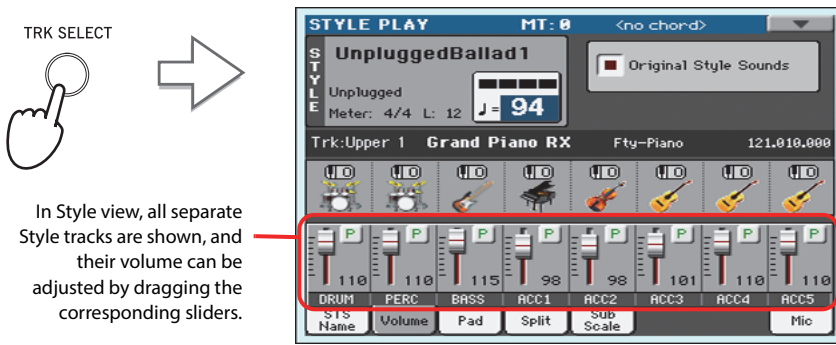 TRK SELECT
In Style view, all separate
Style tracks are shown, and
their volume can be
adjusted by dragging the
corresponding sliders.
STYLE PLAY MT: 0 <no chord>
STYLE
UnpluggedBallad1
Unplugged
Meter: 4/4 L: 12 ♩= 94
Original Style Sounds
Trk:Upper 1 Grand Piano RX Fty-Piano 121.010.000
P P P P P P P P
110 110 115 98 98 101 110 110
DRUM PERC BASS ACC1 ACC2 ACC3 ACC4 ACC5
STS Name Volume Pad Split Sub Scale Mic